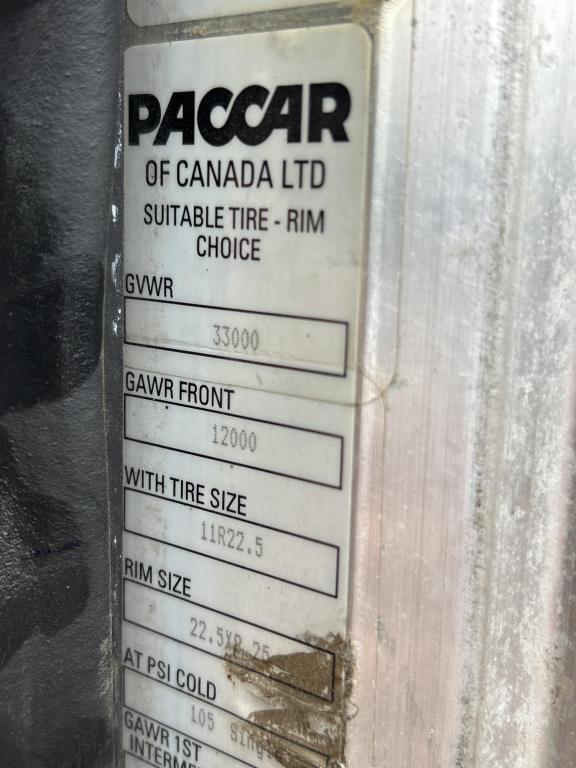 PACCAR
OF CANADA LTD
SUITABLE TIRE - RIM
CHOICE
GVWR
33000
GAWR FRONT
12000
WITH TIRE SIZE
11R22.5
RIM SIZE
22.5X8.25
AT PSI COLD
105
GAWR 1ST